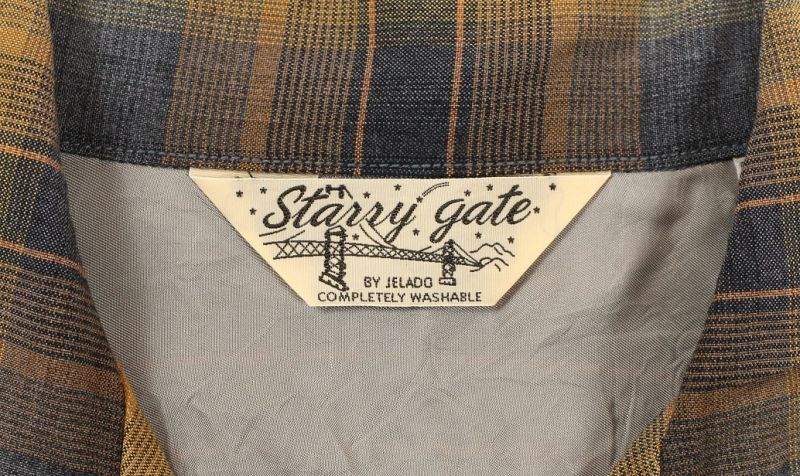 Starry gate
BY JELADO
COMPLETELY WASHABLE